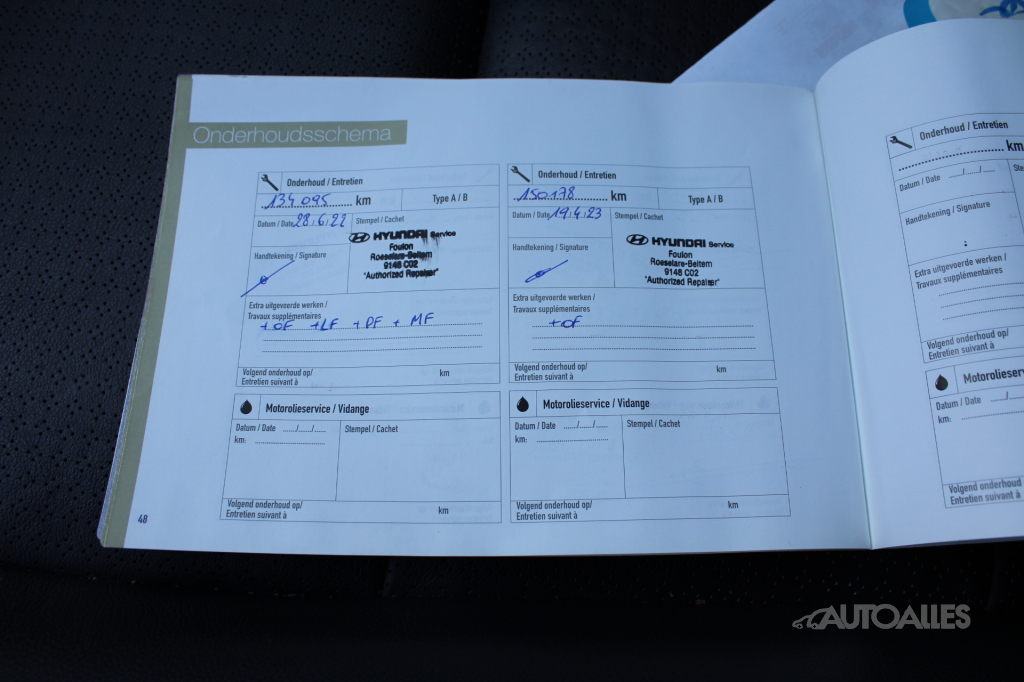 Onderhoudsschema
Onderhoud / Entretien
134 095 km
Type A / B
Datum / Date 28/6/22
Stempel / Cachet
HYUNDAI Service
Foulon
Roeselare-Beitem
9148 C02
"Authorized Repairer"
Handtekening / Signature
Extra uitgevoerde werken /
Travaux supplémentaires
+ OF + LF + PF + MF
Volgend onderhoud op/
Entretien suivant à
km
Motorolieservice / Vidange
Datum / Date ....../....../......
km:
Stempel / Cachet
Volgend onderhoud op/
Entretien suivant à
km
Onderhoud / Entretien
150178 km
Type A / B
Datum / Date 19/4/23
Stempel / Cachet
HYUNDAI Service
Foulon
Roeselare-Beitem
9148 C02
"Authorized Repairer"
Handtekening / Signature
Extra uitgevoerde werken /
Travaux supplémentaires
+ OF
Volgend onderhoud op/
Entretien suivant à
km
Motorolieservice / Vidange
Datum / Date ....../....../......
km:
Stempel / Cachet
Volgend onderhoud op/
Entretien suivant à
km
48
Onderhoud / Entretien
km
Datum / Date ....../....../......
Handtekening / Signature
Extra uitgevoerde werken /
Travaux supplémentaires
Volgend onderhoud op/
Entretien suivant à
Datum / Date ....../....../......
km:
Volgend onderhoud
Entretien suivant à
AUTOALLES